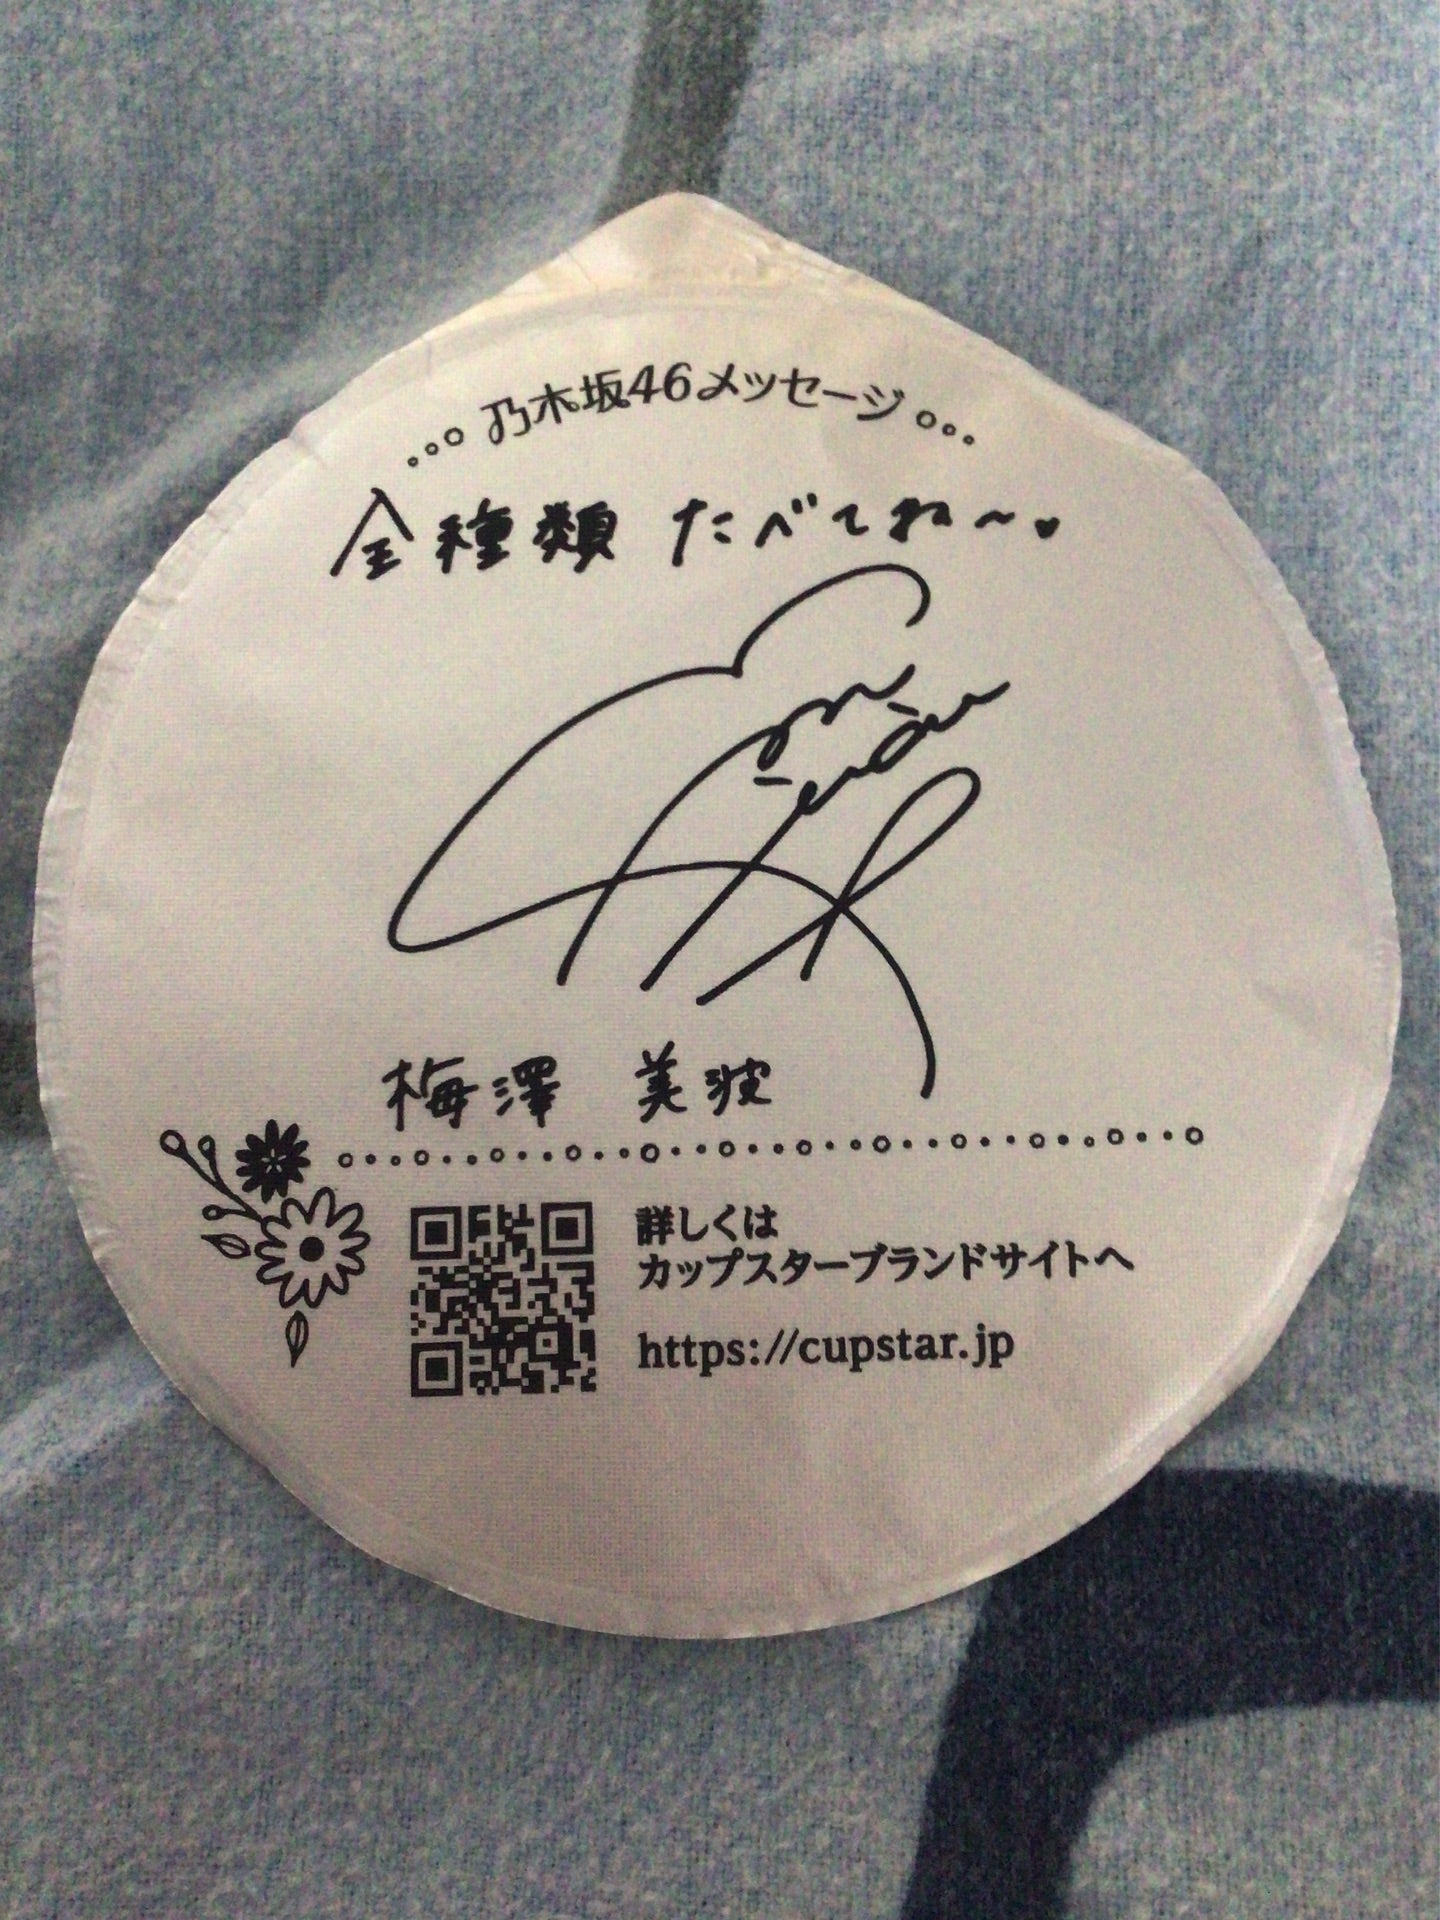 乃木坂46メッセージ
全種類 たべてね〜♥
梅澤 美波
詳しくは
カップスターブランドサイトへ
https://cupstar.jp